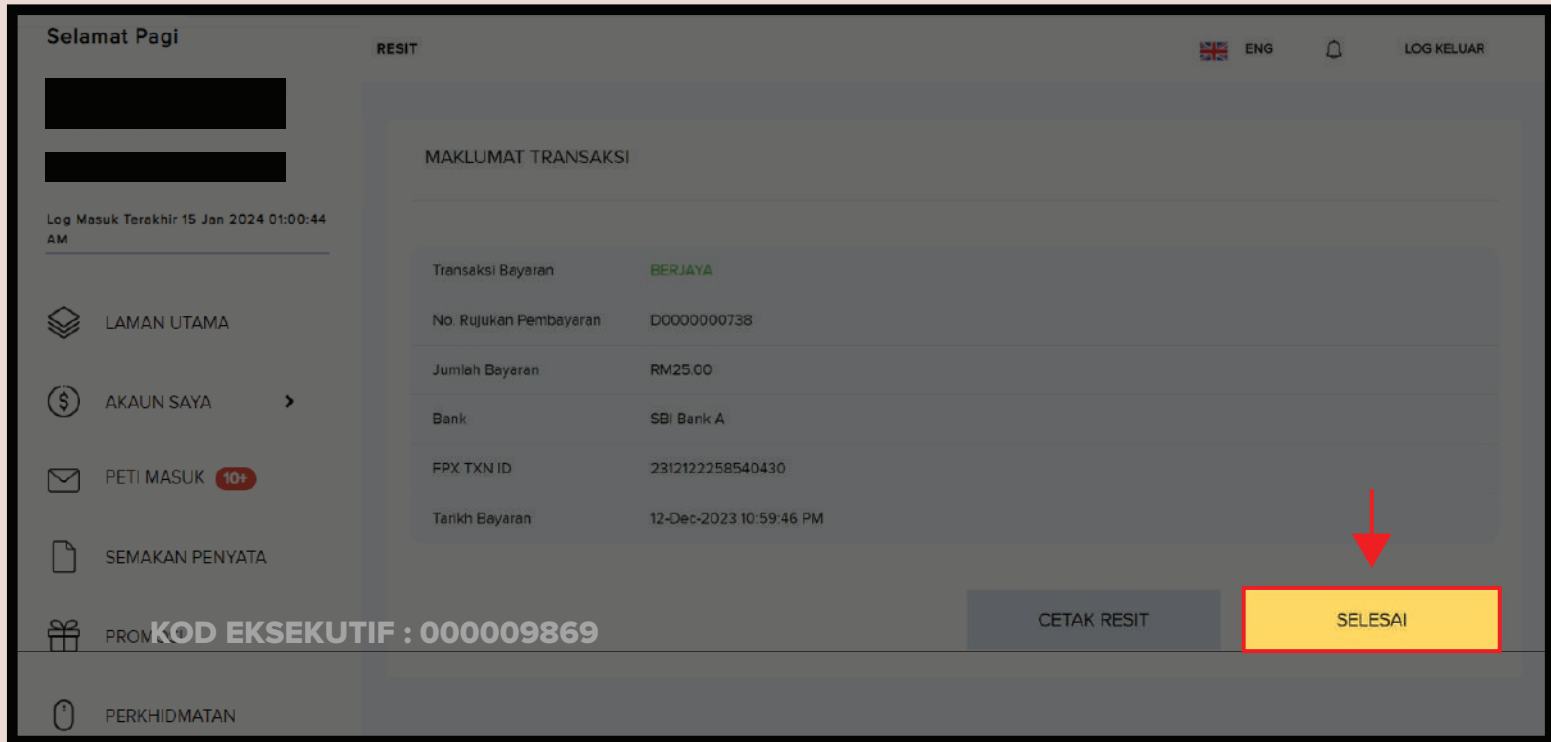 Selamat Pagi
RESIT
ENG
LOG KELUAR
MAKLUMAT TRANSAKSI
Log Masuk Terakhir 15 Jan 2024 01:00:44
AM
Transaksi Bayaran BERJAYA
No. Rujukan Pembayaran D0000000738
Jumlah Bayaran RM25.00
Bank SBI Bank A
FPX TXN ID 2312122258540430
Tarikh Bayaran 12-Dec-2023 10:59:46 PM
LAMAN UTAMA
AKAUN SAYA
PETI MASUK 10+
SEMAKAN PENYATA
CETAK RESIT
SELESAI
KOD EKSEKUTIF : 000009869
PERKHIDMATAN